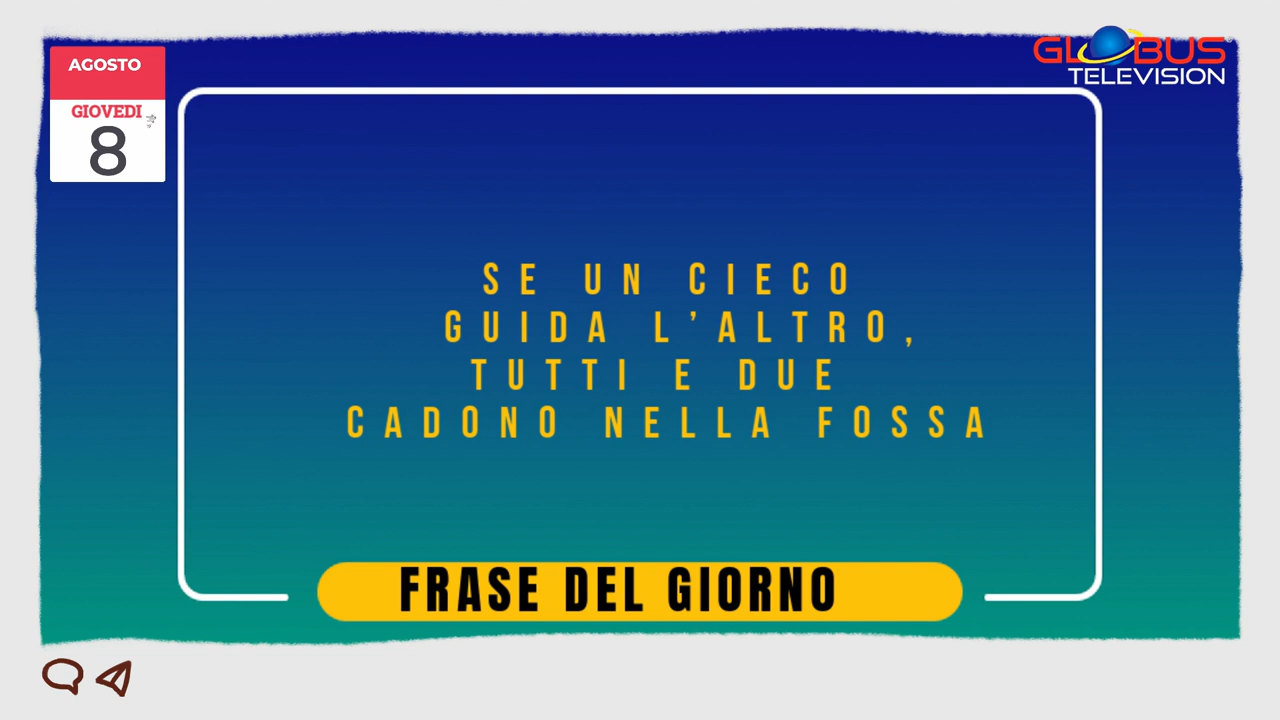 AGOSTO
GIOVEDI
8
GLOBUS
TELEVISION
SE UN CIECO
GUIDA L’ALTRO,
TUTTI E DUE
CADONO NELLA FOSSA
FRASE DEL GIORNO